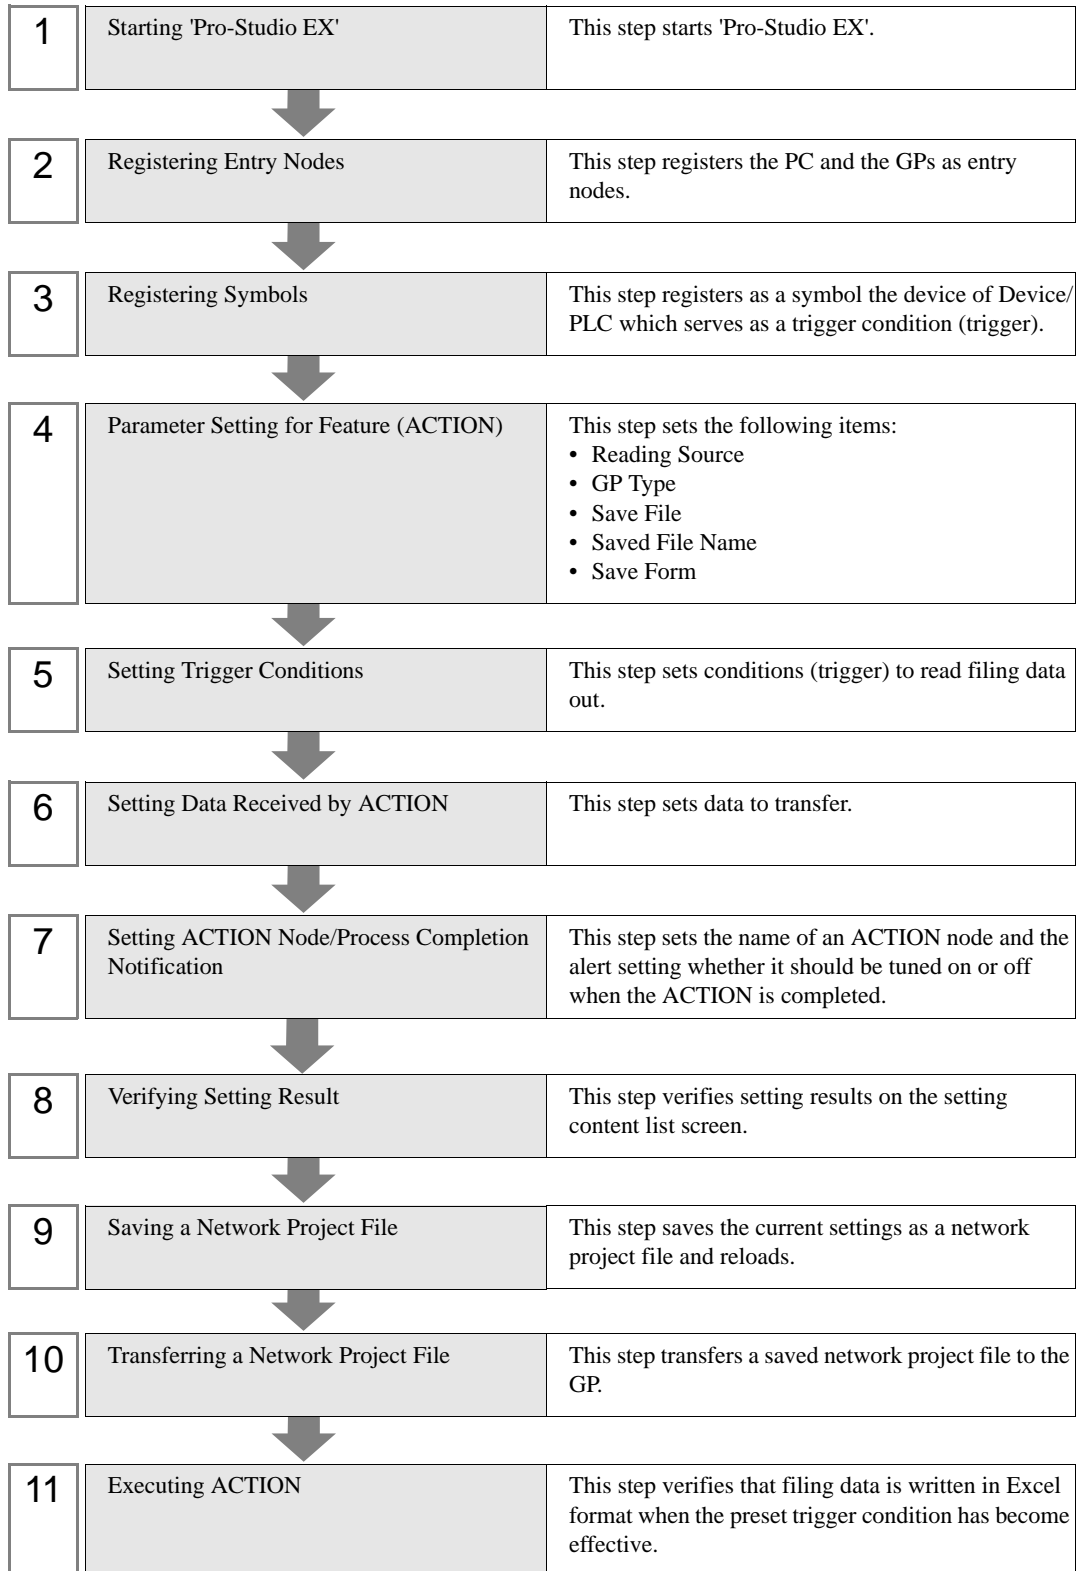 1
Starting 'Pro-Studio EX'
This step starts 'Pro-Studio EX'.
2
Registering Entry Nodes
This step registers the PC and the GPs as entry
nodes.
3
Registering Symbols
This step registers as a symbol the device of Device/
PLC which serves as a trigger condition (trigger).
4
Parameter Setting for Feature (ACTION)
This step sets the following items:
• Reading Source
• GP Type
• Save File
• Saved File Name
• Save Form
5
Setting Trigger Conditions
This step sets conditions (trigger) to read filing data
out.
6
Setting Data Received by ACTION
This step sets data to transfer.
7
Setting ACTION Node/Process Completion
Notification
This step sets the name of an ACTION node and the
alert setting whether it should be tuned on or off
when the ACTION is completed.
8
Verifying Setting Result
This step verifies setting results on the setting
content list screen.
9
Saving a Network Project File
This step saves the current settings as a network
project file and reloads.
10
Transferring a Network Project File
This step transfers a saved network project file to the
GP.
11
Executing ACTION
This step verifies that filing data is written in Excel
format when the preset trigger condition has become
effective.